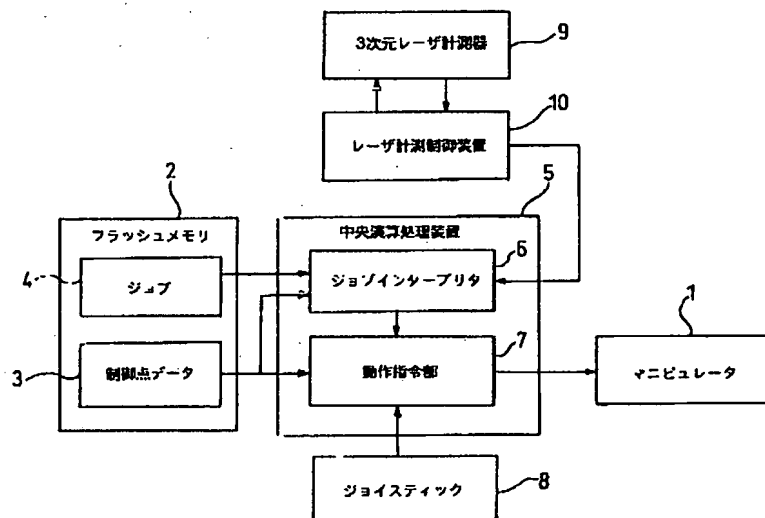 3次元レーザ計測器
9
10
レーザ計測制御装置
2
5
フラッシュメモリ
中央演算処理装置
6
4
ジョブ
ジョブインタープリタ
1
7
3
制御点データ
動作指令部
マニピュレータ
ジョイスティック
8